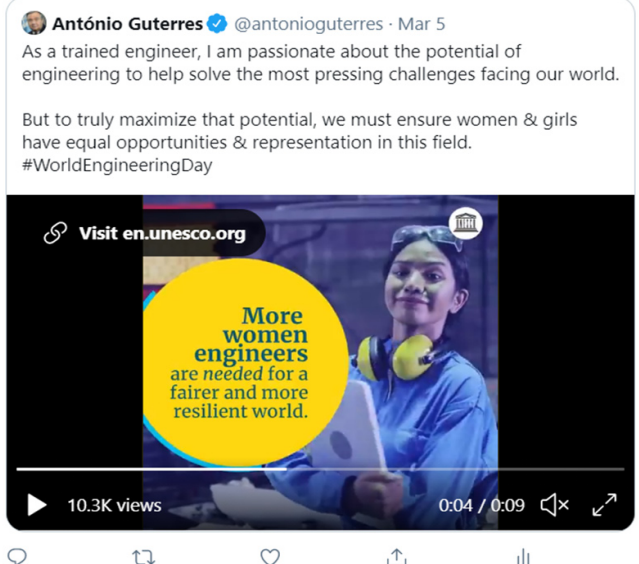 António Guterres @antonioguterres · Mar 5
As a trained engineer, I am passionate about the potential of
engineering to help solve the most pressing challenges facing our world.
But to truly maximize that potential, we must ensure women & girls
have equal opportunities & representation in this field.
#WorldEngineeringDay
Visit en.unesco.org
More
women
engineers
are needed for a
fairer and more
resilient world.
10.3K views
0:04 / 0:09